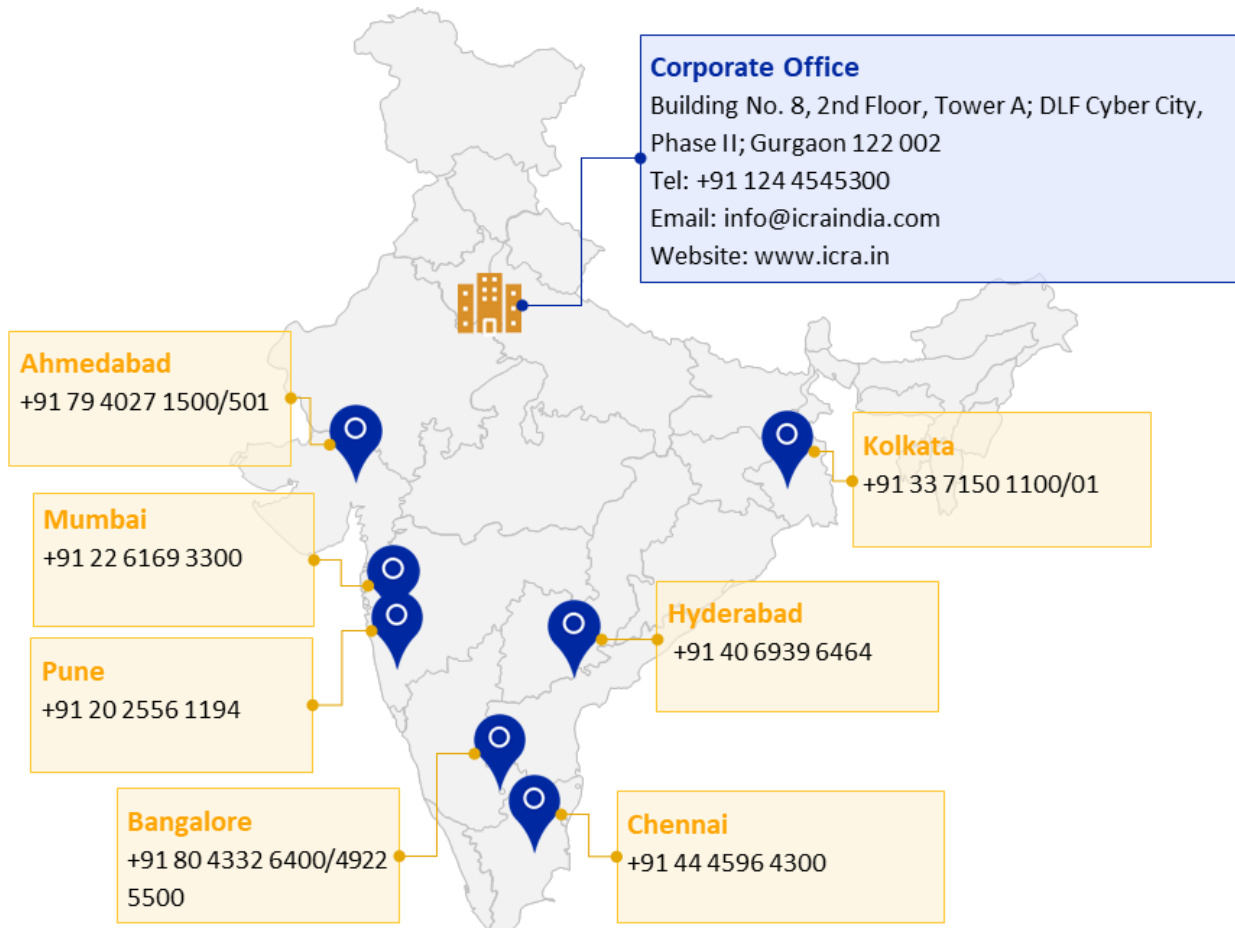 Corporate Office
Building No. 8, 2nd Floor, Tower A; DLF Cyber City,
Phase II; Gurgaon 122 002
Tel: +91 124 4545300
Email: info@icraindia.com
Website: www.icra.in
Ahmedabad
+91 79 4027 1500/501
Kolkata
+91 33 7150 1100/01
Mumbai
+91 22 6169 3300
Hyderabad
+91 40 6939 6464
Pune
+91 20 2556 1194
Bangalore
+91 80 4332 6400/4922
5500
Chennai
+91 44 4596 4300